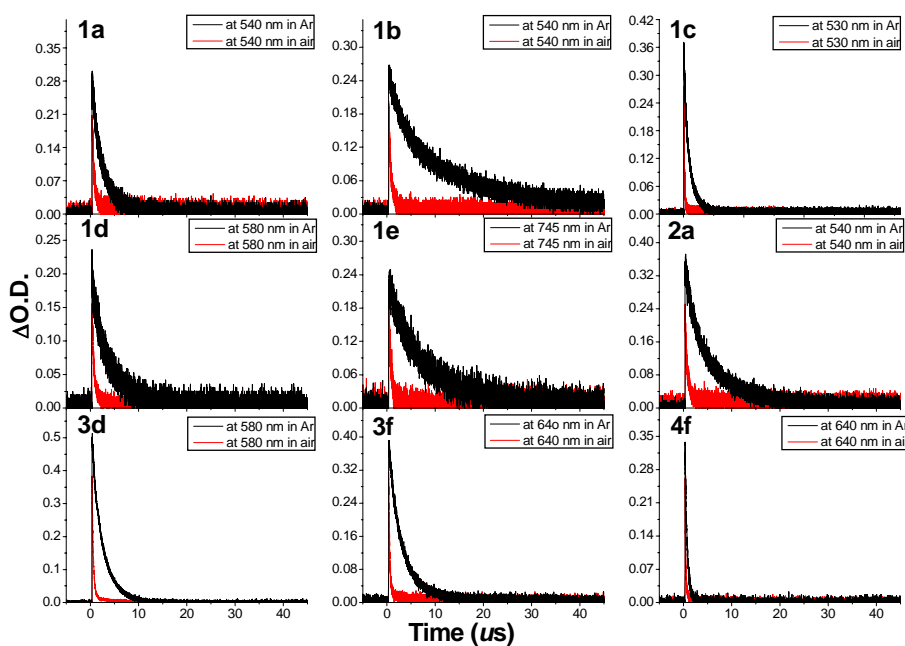 1a
at 540 nm in Ar
at 540 nm in air
0.35
0.28
0.21
0.14
0.07
0.00
1b
at 540 nm in Ar
at 540 nm in air
0.30
0.24
0.18
0.12
0.06
0.00
1c
at 530 nm in Ar
at 530 nm in air
0.42
0.36
0.30
0.24
0.18
0.12
0.06
0.00
1d
at 580 nm in Ar
at 580 nm in air
0.25
0.20
0.15
0.10
0.05
0.00
1e
at 745 nm in Ar
at 745 nm in air
0.30
0.24
0.18
0.12
0.06
0.00
2a
at 540 nm in Ar
at 540 nm in air
0.40
0.32
0.24
0.16
0.08
0.00
3d
at 580 nm in Ar
at 580 nm in air
0.5
0.4
0.3
0.2
0.1
0.0
0 10 20 30 40
3f
at 64o nm in Ar
at 640 nm in air
0.40
0.32
0.24
0.16
0.08
0.00
0 10 20 30 40
4f
at 640 nm in Ar
at 640 nm in air
0.35
0.28
0.21
0.14
0.07
0.00
0 10 20 30 40
ΔO.D.
Time (us)